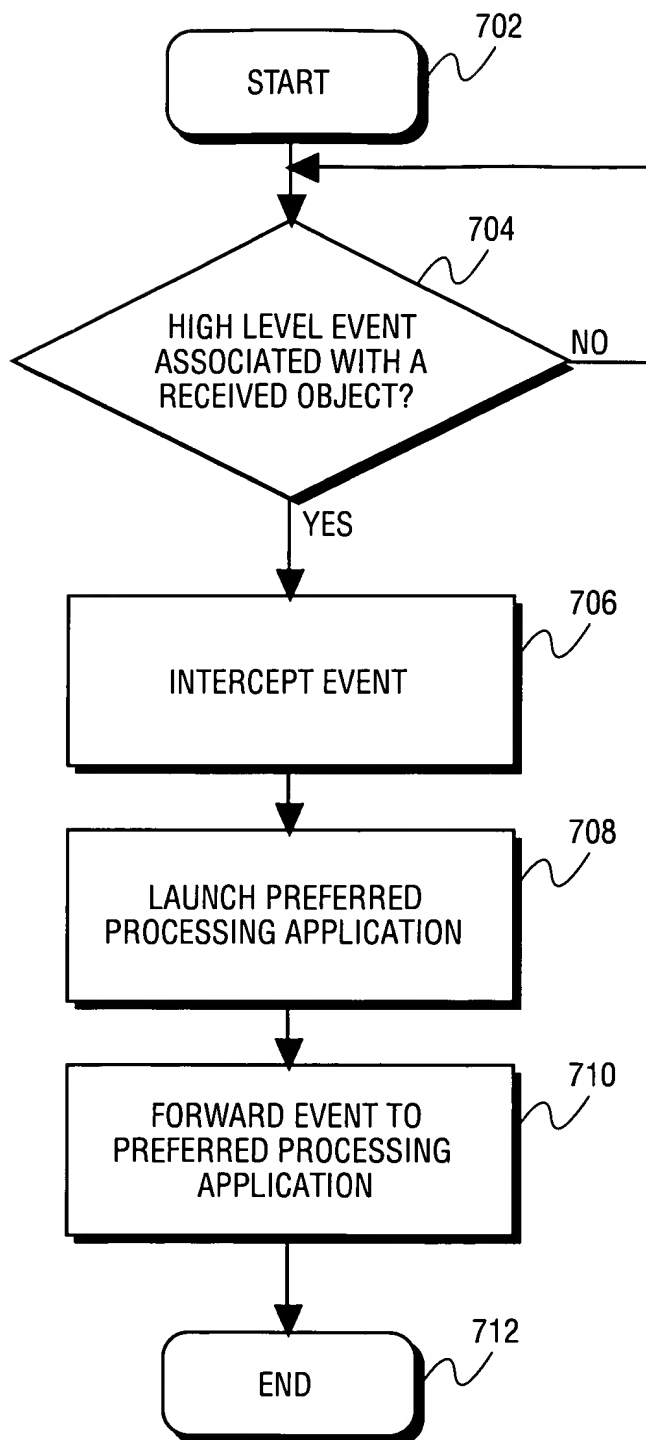 702
START
704
HIGH LEVEL EVENT
ASSOCIATED WITH A
RECEIVED OBJECT?
NO
YES
706
INTERCEPT EVENT
708
LAUNCH PREFERRED
PROCESSING APPLICATION
710
FORWARD EVENT TO
PREFERRED PROCESSING
APPLICATION
712
END